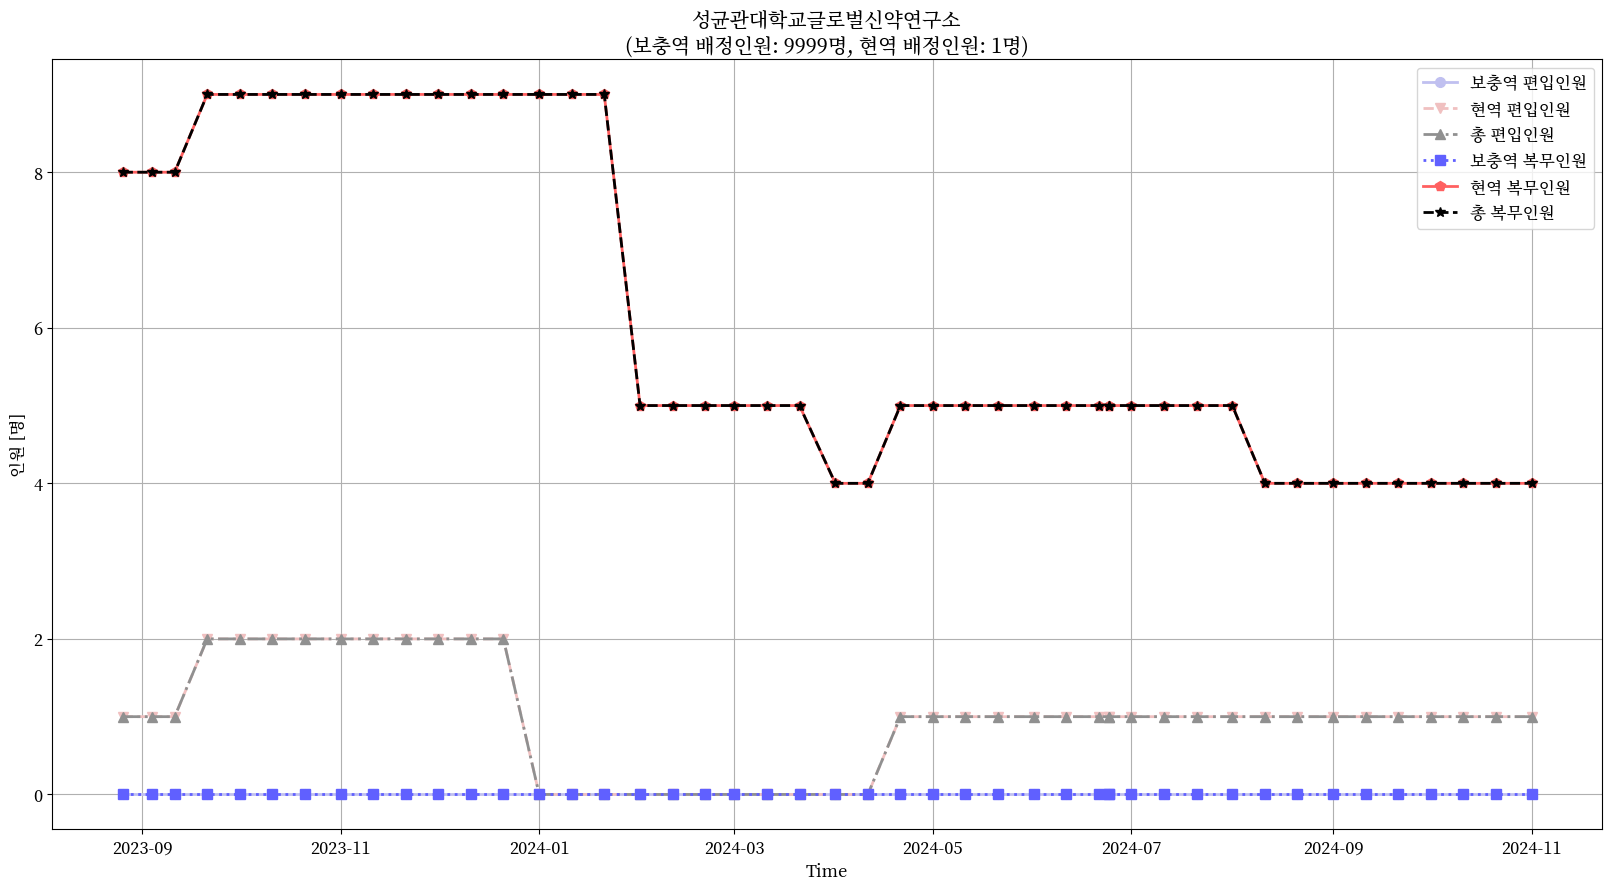 성균관대학교글로벌신약연구소
(보충역 배정인원: 9999명, 현역 배정인원: 1명)
보충역 편입인원
현역 편입인원
총 편입인원
보충역 복무인원
현역 복무인원
총 복무인원
인원 [명]
8
6
4
2
0
2023-09 2023-11 2024-01 2024-03 2024-05 2024-07 2024-09 2024-11
Time